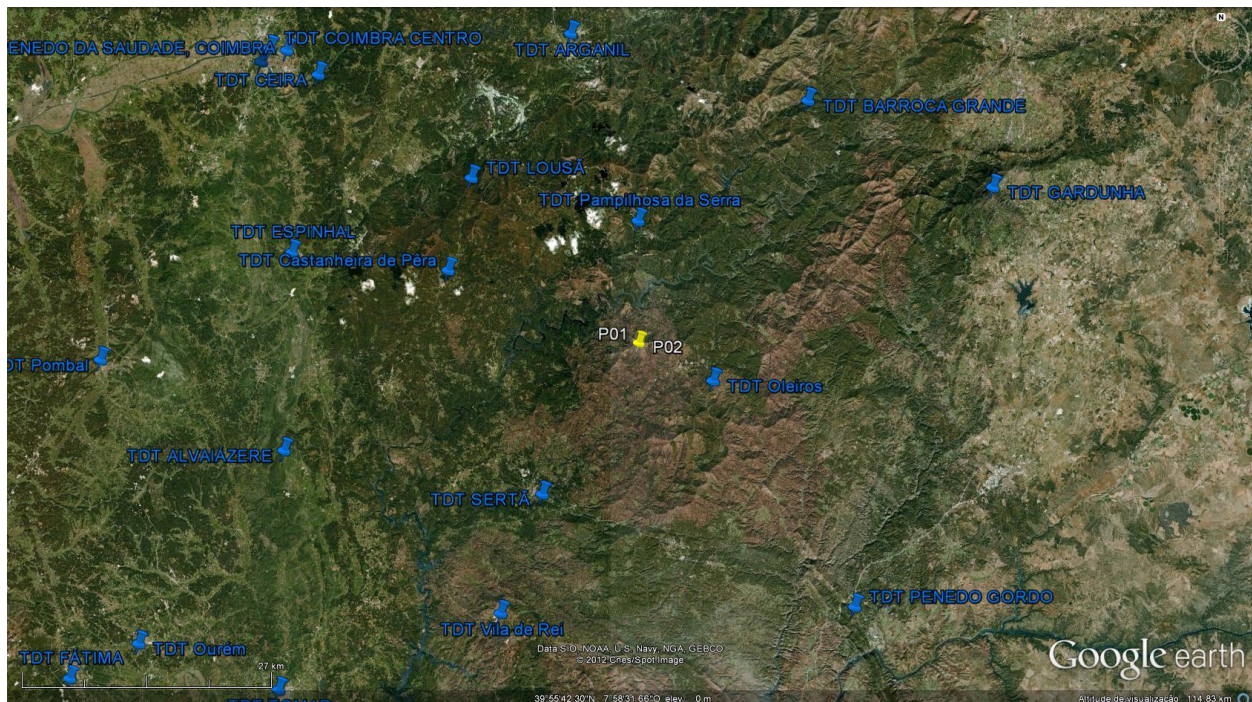 N
TDT COIMBRA CENTRO
ENEDO DA SAUDADE, COIMBRA
TDT ARGANIL
TDT CEIRA
TDT BARROCA GRANDE
TDT LOUSÃ
TDT GARDUNHA
TDT Pampilhosa da Serra
TDT ESPINHAL
TDT Castanheira de Pêra
P01
P02
DT Pombal
TDT Oleiros
TDT ALVAIÁZERE
TDT SERTÃ
TDT PENEDO GORDO
TDT Vila de Rei
TDT Ourém
TDT FÁTIMA
27 km
Data SIO, NOAA, U.S. Navy, NGA, GEBCO
© 2012 Cnes/Spot Image
Google earth
39°55'42.30"N 7°58'31.66"O elev 0 m
Altitude de visualização 114.83 km